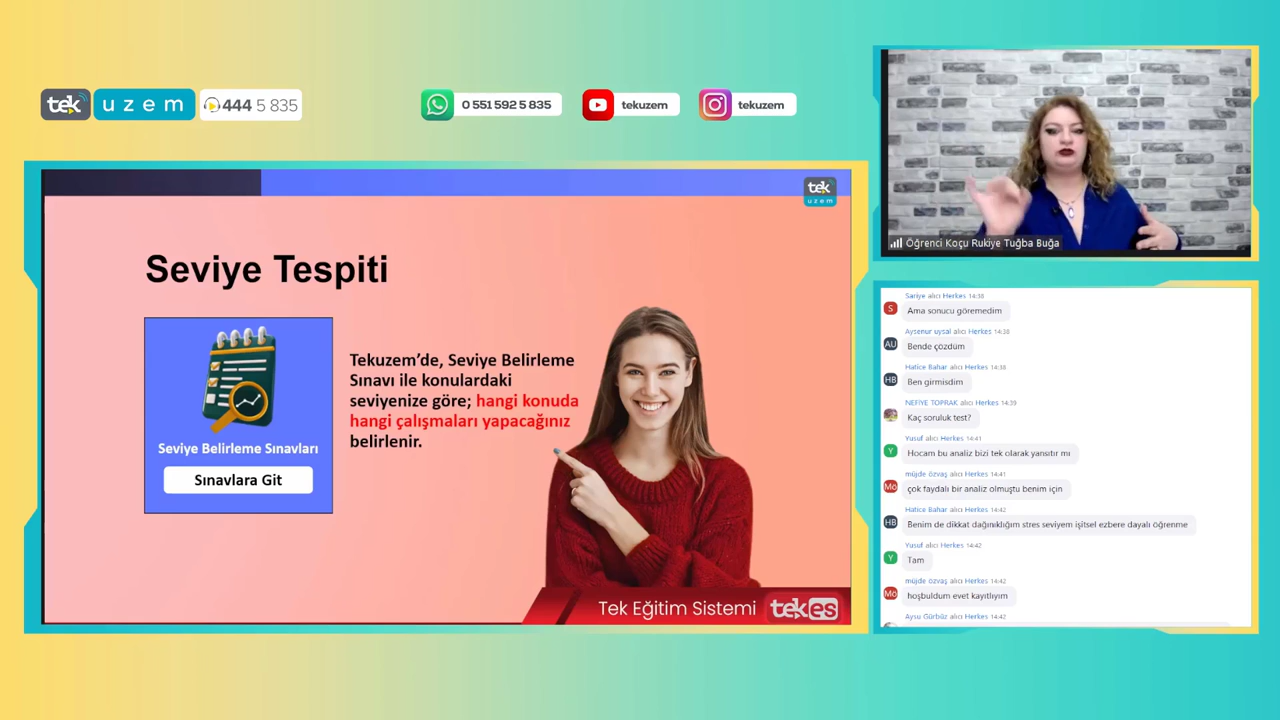 tek uzem 444 5 835
0 551 592 5 835
tekuzem
tekuzem
tek
uzem
Seviye Tespiti
Seviye Belirleme Sınavları
Sınavlara Git
Tekuzem’de, Seviye Belirleme
Sınavı ile konulardaki
seviyenize göre; hangi konuda
hangi çalışmaları yapacağınız
belirlenir.
Tek Eğitim Sistemi tekes
Öğrenci Koçu Rukiye Tuğba Buğa
Sariye alıcı Herkes 14:38
S
Ama sonucu göremedim
Aysenur uysal alıcı Herkes 14:38
AU
Bende çözdüm
Hatice Bahar alıcı Herkes 14:38
HB
Ben girmisdim
NEFİYE TOPRAK alıcı Herkes 14:39
Kaç soruluk test?
Yusuf alıcı Herkes 14:41
Y
Hocam bu analiz bizi tek olarak yansıtır mı
müjde özvaş alıcı Herkes 14:41
Mö
çok faydalı bir analiz olmuştu benim için
Hatice Bahar alıcı Herkes 14:42
HB
Benim de dikkat dağınıklığım stres seviyem işitsel ezbere dayalı öğrenme
Yusuf alıcı Herkes 14:42
Y
Tam
müjde özvaş alıcı Herkes 14:42
Mö
hoşbuldum evet kayıtlıyım
Aysu Gürbüz alıcı Herkes 14:42